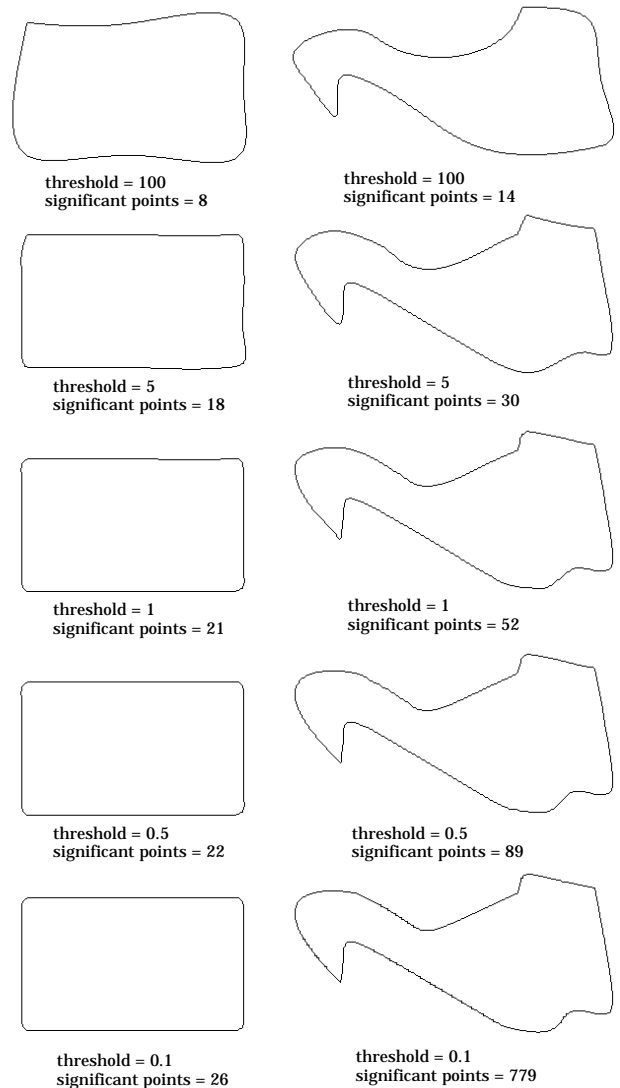 threshold = 100
significant points = 8
threshold = 100
significant points = 14
threshold = 5
significant points = 18
threshold = 5
significant points = 30
threshold = 1
significant points = 21
threshold = 1
significant points = 52
threshold = 0.5
significant points = 22
threshold = 0.5
significant points = 89
threshold = 0.1
significant points = 26
threshold = 0.1
significant points = 779